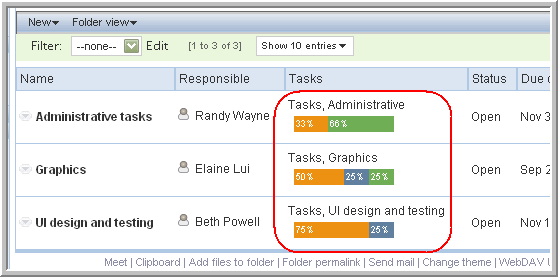 New Folder view
Filter: --none-- Edit [1 to 3 of 3] Show 10 entries
Name Responsible Tasks Status Due
Administrative tasks Randy Wayne Tasks, Administrative Open Nov 3
33% 66%
Graphics Elaine Lui Tasks, Graphics Open Sep 2
50% 25% 25%
UI design and testing Beth Powell Tasks, UI design and testing Open Nov 1
75% 25%
Meet | Clipboard | Add files to folder | Folder permalink | Send mail | Change theme | WebDAV |